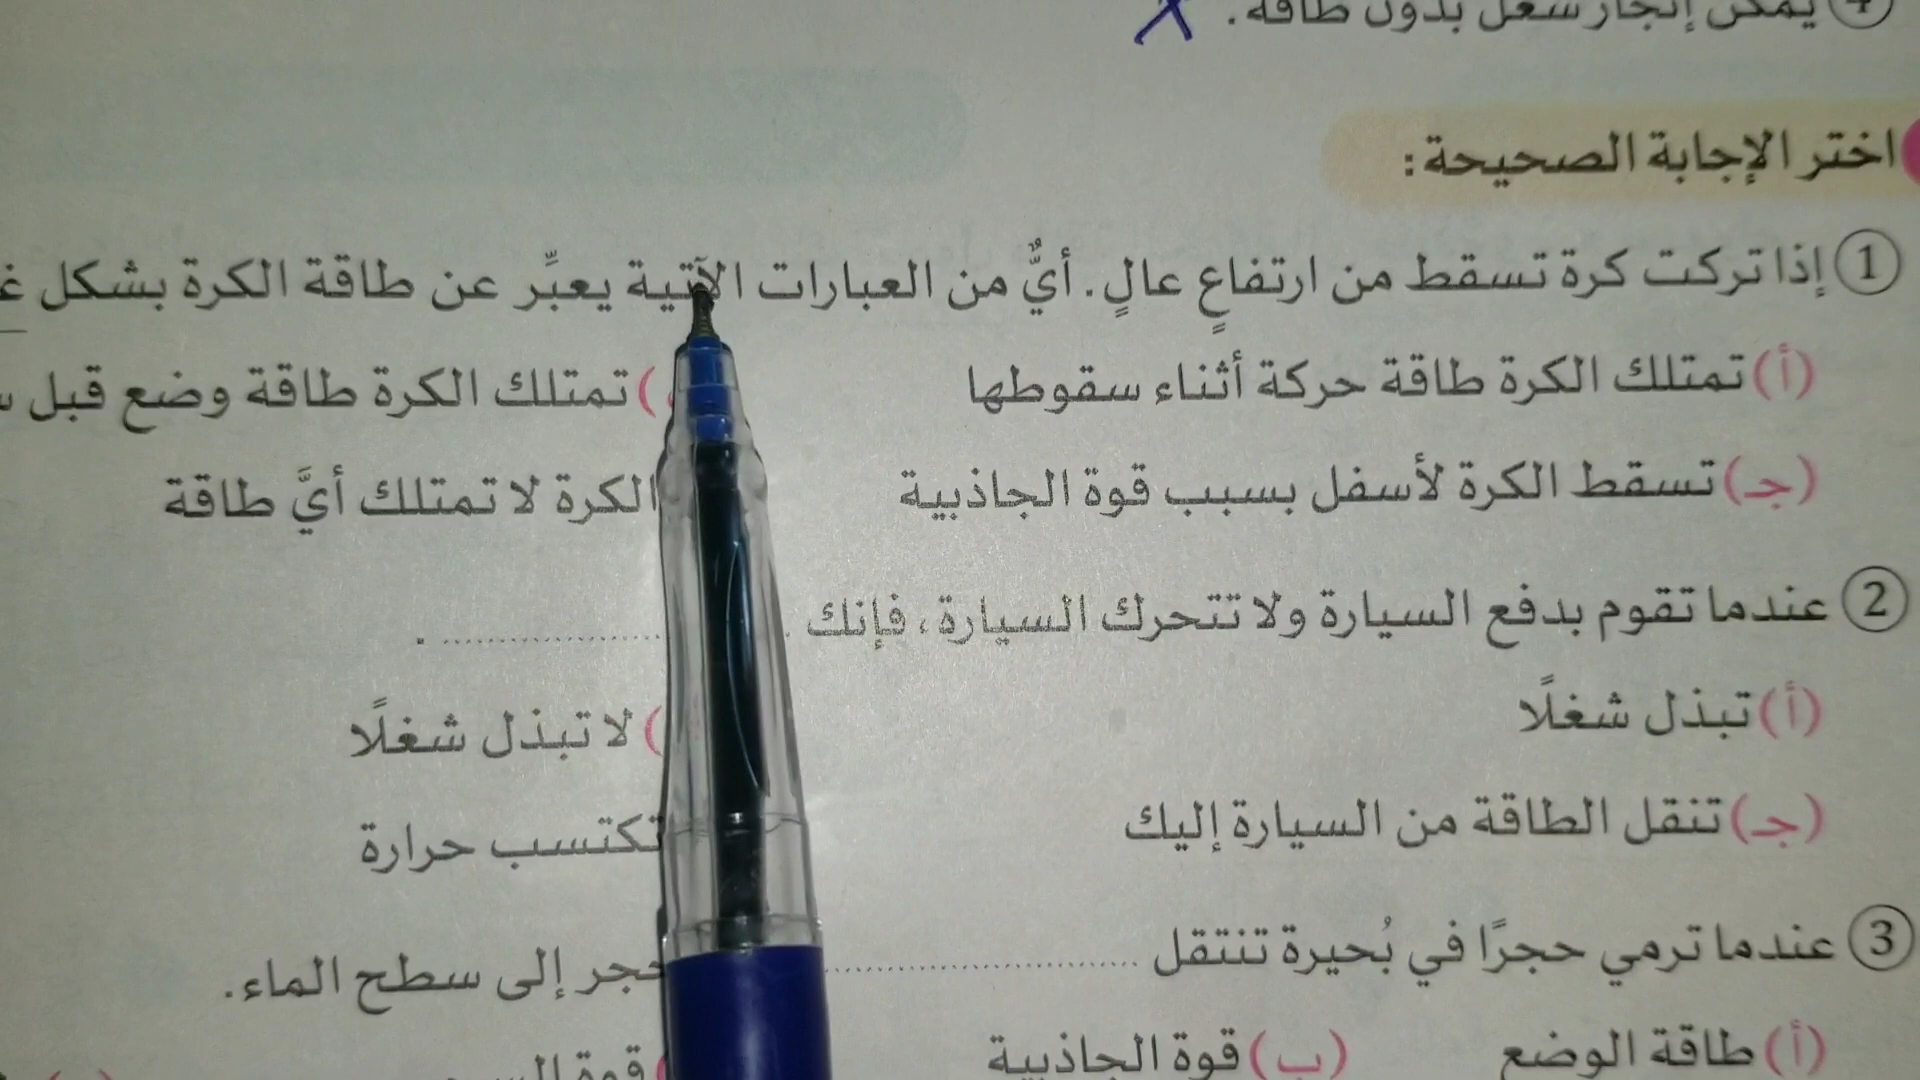 ④ يمكن إنجاز شغل بدون طاقة. X
اختر الإجابة الصحيحة:
① إذا تركت كرة تسقط من ارتفاعٍ عالٍ. أيٌّ من العبارات الآتية يعبِّر عن طاقة الكرة بشكل
(أ) تمتلك الكرة طاقة حركة أثناء سقوطها ) تمتلك الكرة طاقة وضع قبل
(جـ) تسقط الكرة لأسفل بسبب قوة الجاذبية الكرة لا تمتلك أيَّ طاقة
② عندما تقوم بدفع السيارة ولا تتحرك السيارة، فإنك ............ .
(أ) تبذل شغلًا ) لا تبذل شغلًا
(جـ) تنقل الطاقة من السيارة إليك تكتسب حرارة
③ عندما ترمي حجرًا في بُحيرة تنتقل ............ حجر إلى سطح الماء.
(أ) طاقة الوضع (ب) قوة الجاذبية قوة